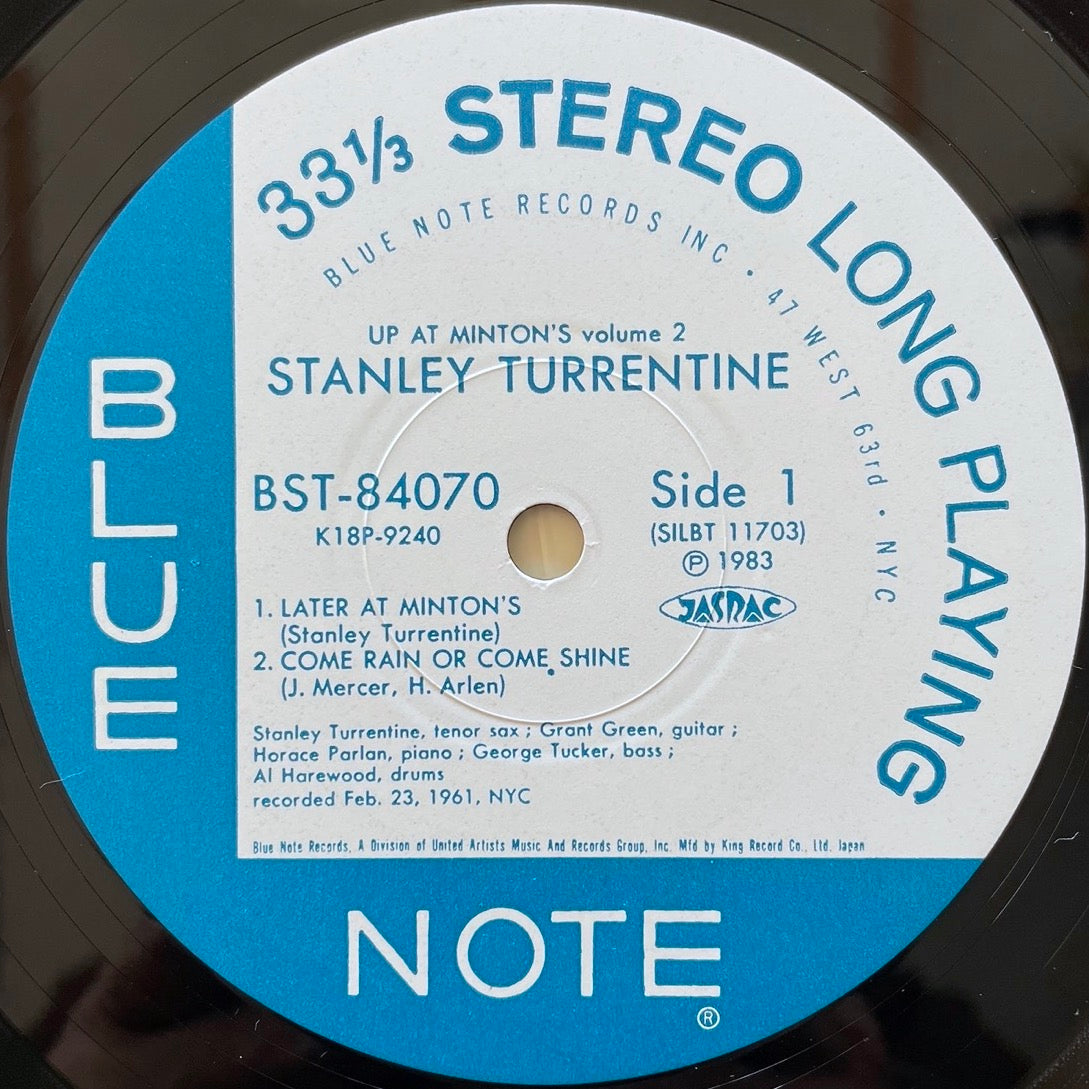 33⅓ STEREO LONG PLAYING
BLUE NOTE RECORDS INC • 47 WEST 63rd • NYC
UP AT MINTON'S volume 2
STANLEY TURRENTINE
BST-84070
K18P-9240
Side 1
(SILBT 11703)
Ⓟ 1983
JASRAC
1. LATER AT MINTON'S
(Stanley Turrentine)
2. COME RAIN OR COME SHINE
(J. Mercer, H. Arlen)
Stanley Turrentine, tenor sax ; Grant Green, guitar ;
Horace Parlan, piano ; George Tucker, bass ;
Al Harewood, drums
recorded Feb. 23, 1961, NYC
Blue Note Records, A Division of United Artists Music And Records Group, Inc. Mfd by King Record Co., Ltd. Japan
BLUE
NOTE
®